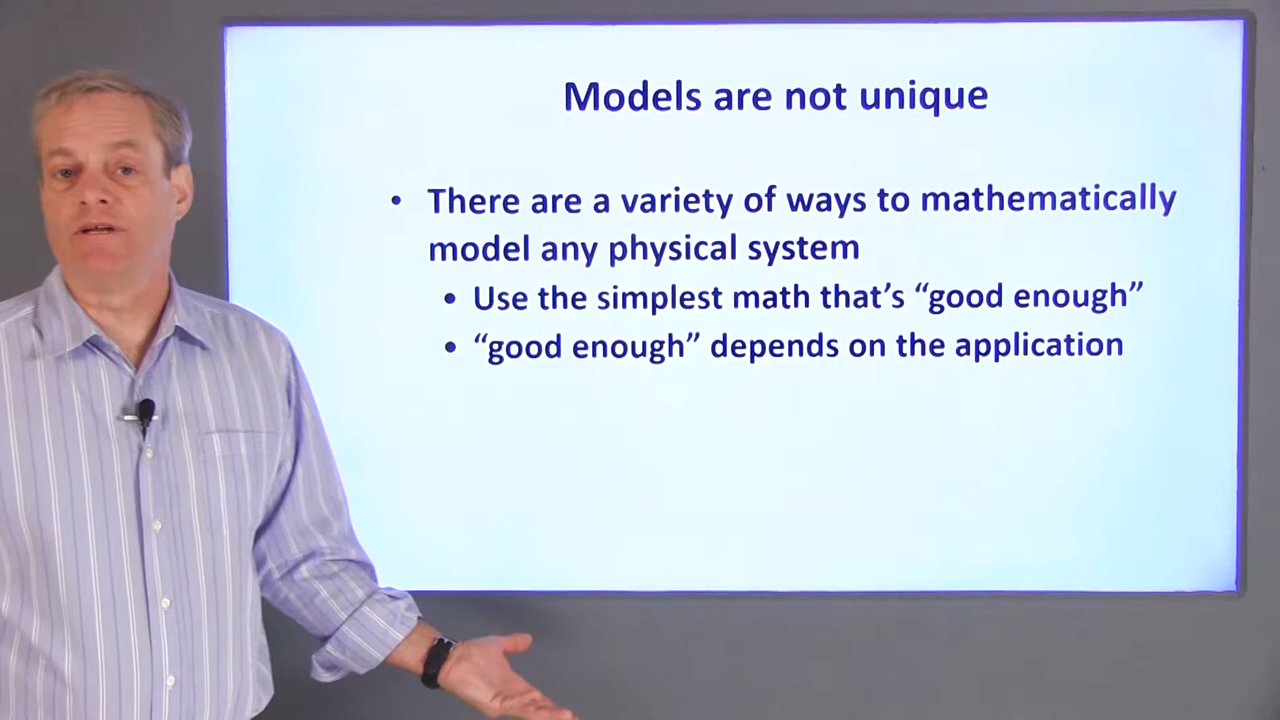 Models are not unique
• There are a variety of ways to mathematically
model any physical system
• Use the simplest math that’s “good enough”
• “good enough” depends on the application